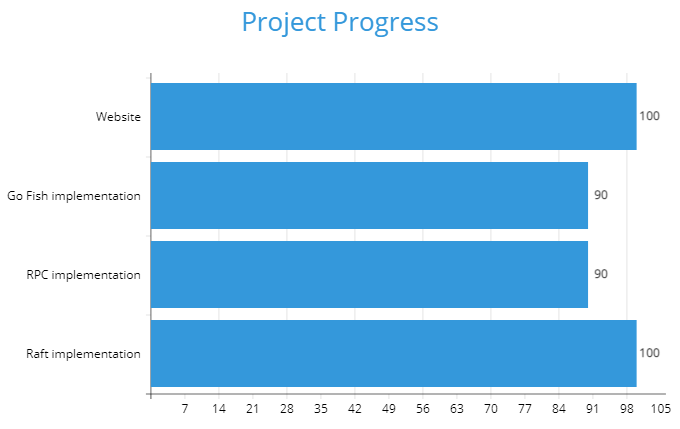 Project Progress
Website 100
Go Fish implementation 90
RPC implementation 90
Raft implementation 100
7 14 21 28 35 42 49 56 63 70 77 84 91 98 105